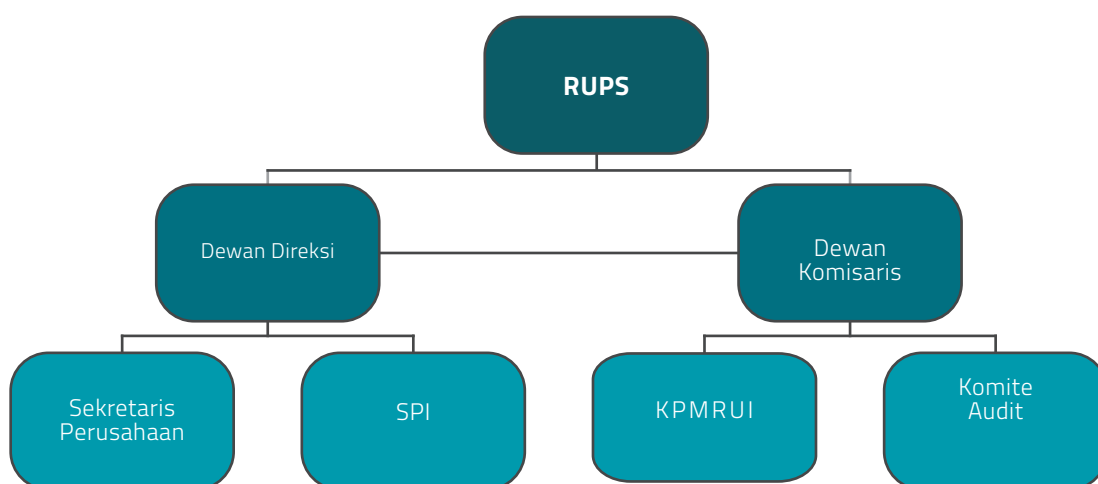 RUPS
Dewan Direksi
Dewan
Komisaris
Sekretaris
Perusahaan
SPI
KPMRUI
Komite
Audit